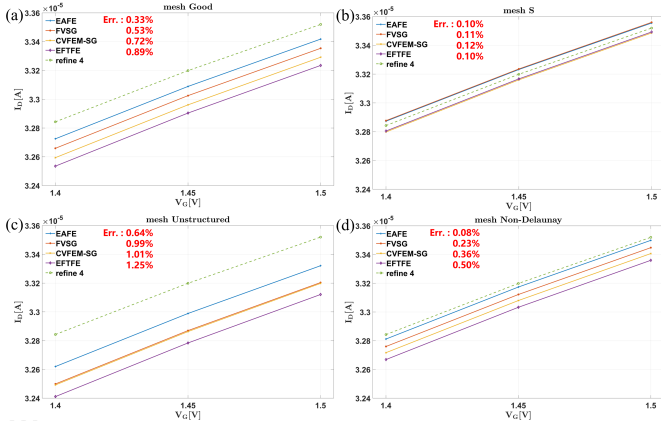 (a)
mesh Good
×10⁻⁵
EAFE
FVSG
CVFEM-SG
EFTFE
refine 4
Err. : 0.33%
0.53%
0.72%
0.89%
3.36
3.34
3.32
3.3
3.28
3.26
3.24
I_D[A]
1.4
1.45
1.5
V_G[V]
(b)
mesh S
×10⁻⁵
EAFE
FVSG
CVFEM-SG
EFTFE
refine 4
Err. : 0.10%
0.11%
0.12%
0.10%
3.36
3.34
3.32
3.3
3.28
3.26
3.24
I_D[A]
1.4
1.45
1.5
V_G[V]
(c)
mesh Unstructured
×10⁻⁵
EAFE
FVSG
CVFEM-SG
EFTFE
refine 4
Err. : 0.64%
0.99%
1.01%
1.25%
3.36
3.34
3.32
3.3
3.28
3.26
3.24
I_D[A]
1.4
1.45
1.5
V_G[V]
(d)
mesh Non-Delaunay
×10⁻⁵
EAFE
FVSG
CVFEM-SG
EFTFE
refine 4
Err. : 0.08%
0.23%
0.36%
0.50%
3.36
3.34
3.32
3.3
3.28
3.26
3.24
I_D[A]
1.4
1.45
1.5
V_G[V]